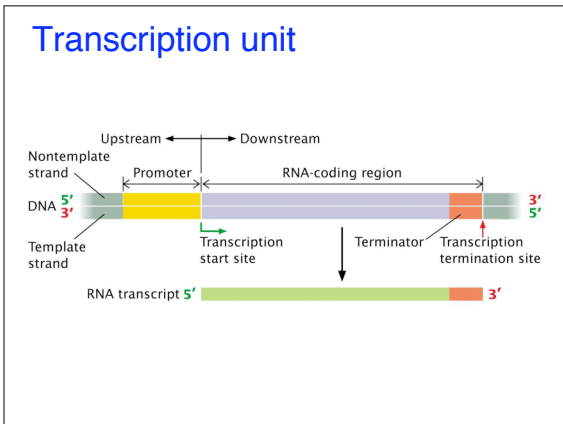 Transcription unit
Upstream Downstream
Nontemplate
strand
Promoter RNA-coding region
DNA 5′ 3′
3′ 5′
Template
strand
Transcription
start site
Terminator Transcription
termination site
RNA transcript 5′ 3′